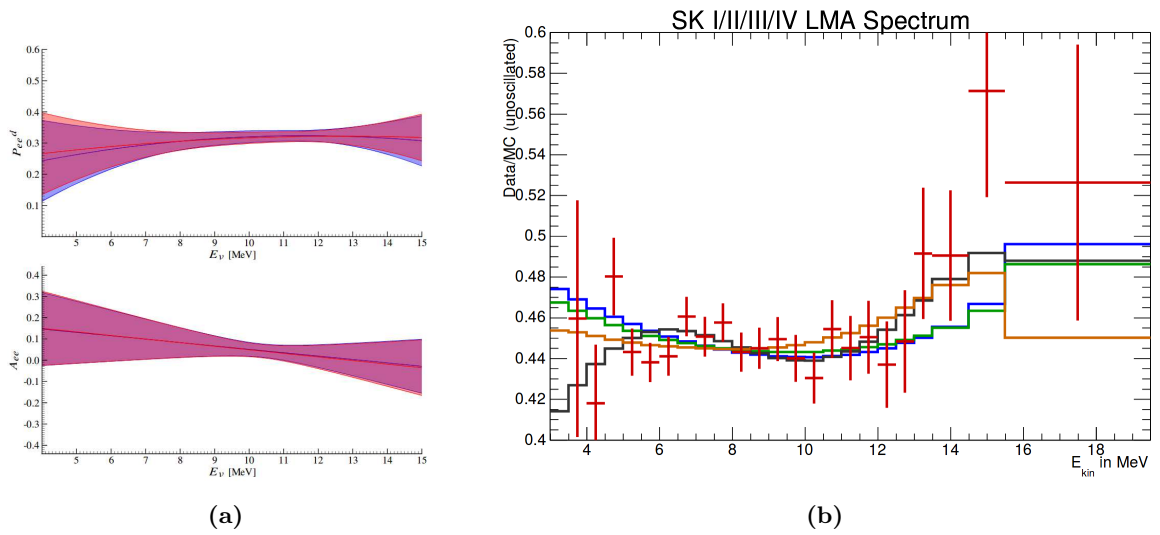 SK I/II/III/IV LMA Spectrum
0.6
0.5
0.4
0.3
0.2
0.1
P_ee^d
5 6 7 8 9 10 11 12 13 14 15
E_ν [MeV]
0.4
0.3
0.2
0.1
0.0
-0.1
-0.2
-0.3
-0.4
A_ee
5 6 7 8 9 10 11 12 13 14 15
E_ν [MeV]
(a)
Data/MC (unoscillated)
0.6
0.58
0.56
0.54
0.52
0.5
0.48
0.46
0.44
0.42
0.4
4 6 8 10 12 14 16 18
E_kin in MeV
(b)